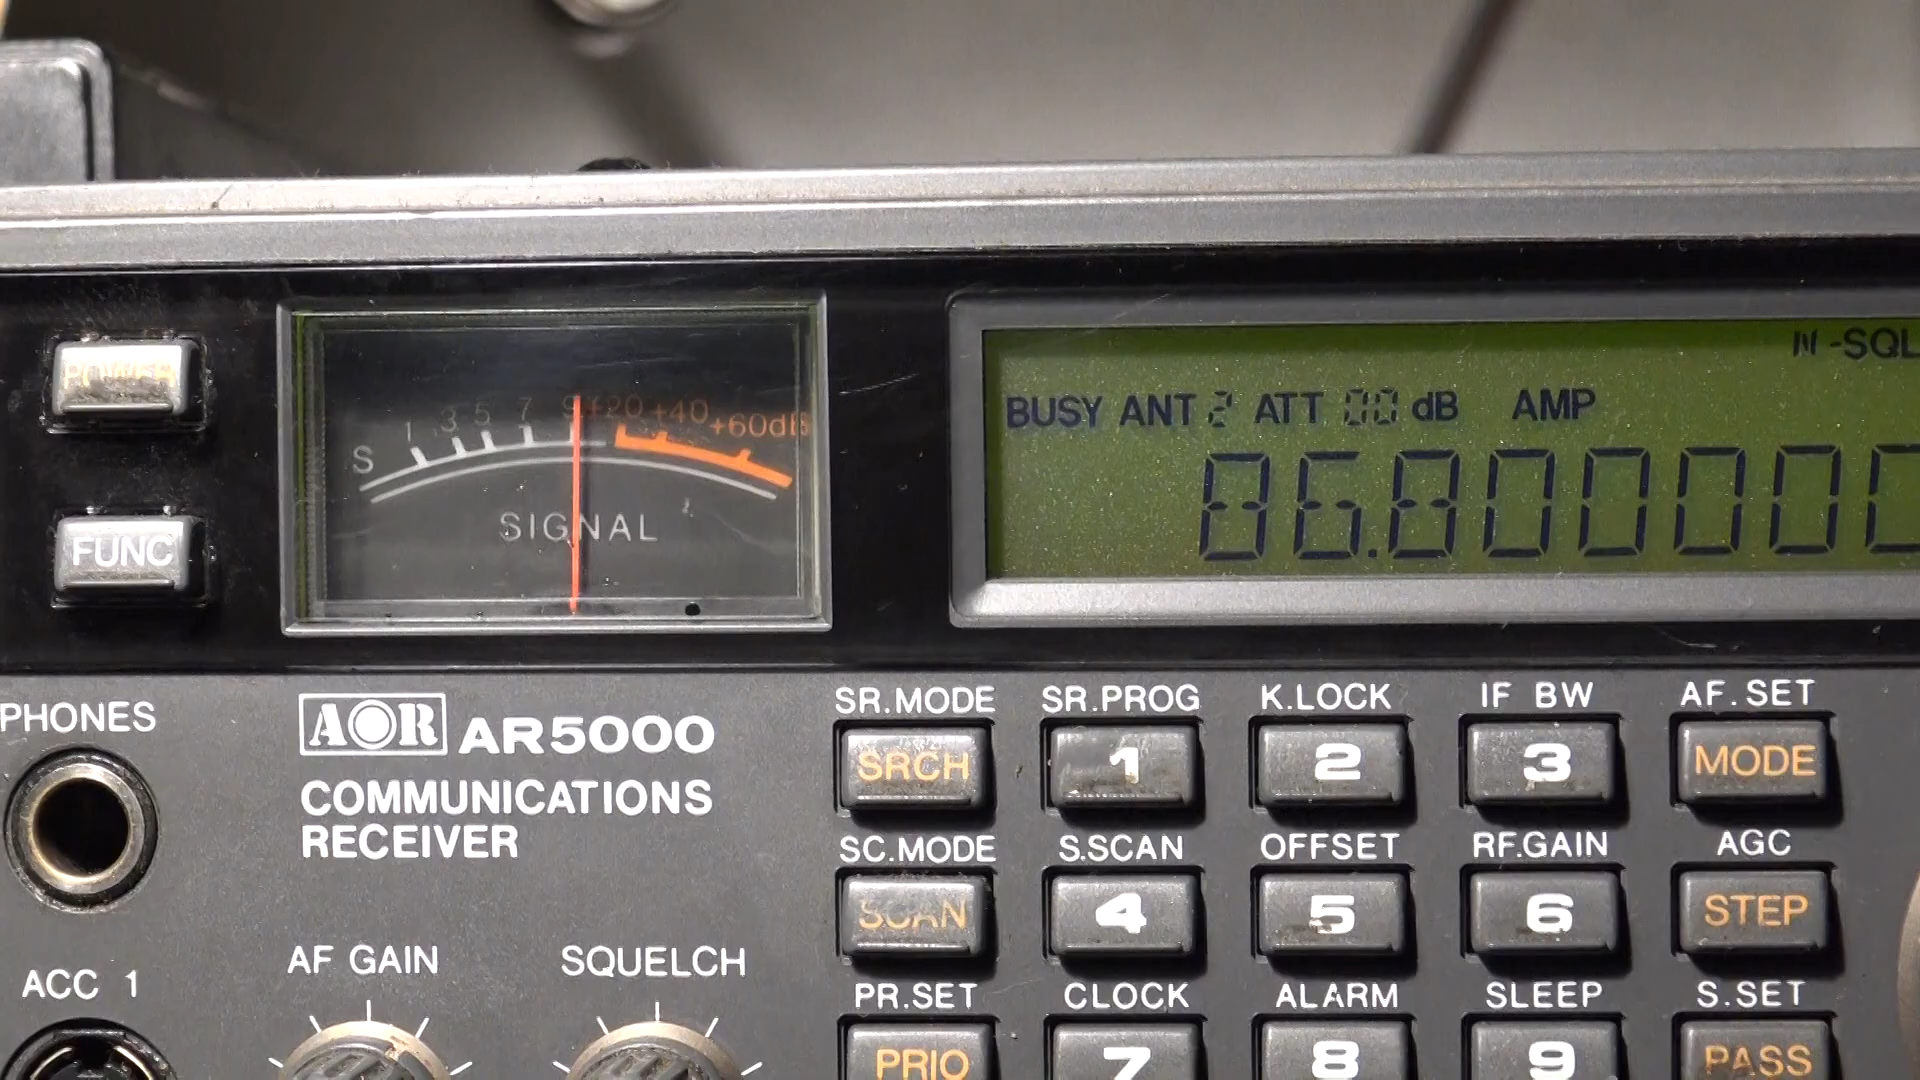 N-SQL
BUSY ANT 2 ATT 00 dB AMP
86.800000
POWER
1 3 5 7 9 +20 +40 +60dB
S
SIGNAL
FUNC
PHONES
AOR AR5000
COMMUNICATIONS
RECEIVER
SR.MODE SR.PROG K.LOCK IF BW AF.SET
SRCH 1 2 3 MODE
SC.MODE S.SCAN OFFSET RF.GAIN AGC
SCAN 4 5 6 STEP
AF GAIN SQUELCH
ACC 1
PR.SET CLOCK ALARM SLEEP S.SET
PRIO 7 8 9 PASS